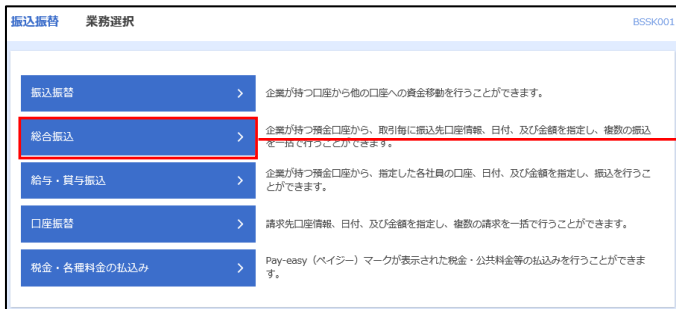 振込振替 業務選択 BSSK001
振込振替 企業が持つ口座から他の口座への資金移動を行うことができます。
総合振込 企業が持つ預金口座から、取引毎に振込先口座情報、日付、及び金額を指定し、複数の振込
を一括で行うことができます。
給与・賞与振込 企業が持つ預金口座から、指定した各社員の口座、日付、及び金額を指定し、振込を行うこ
とができます。
口座振替 請求先口座情報、日付、及び金額を指定し、複数の請求を一括で行うことができます。
税金・各種料金の払込み Pay-easy（ペイジー）マークが表示された税金・公共料金等の払込みを行うことができま
す。